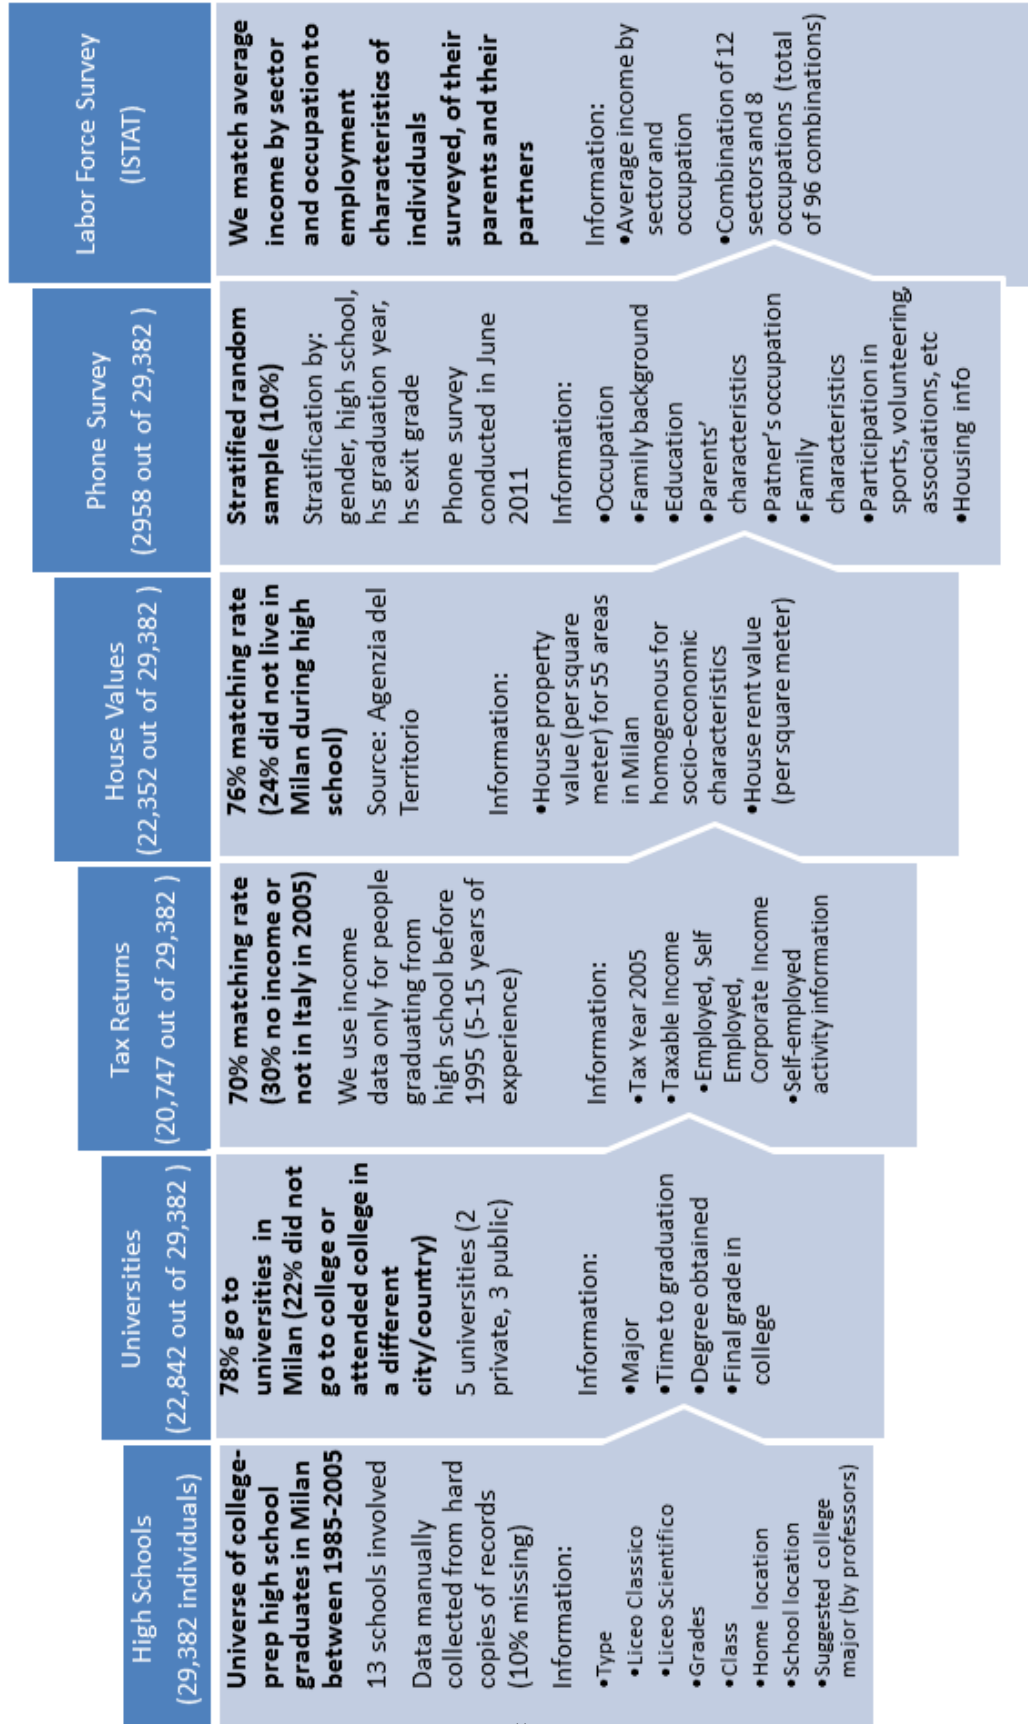 High Schools
(29,382 individuals)
Universe of college-
prep high school
graduates in Milan
between 1985-2005
13 schools involved
Data manually
collected from hard
copies of records
(10% missing)
Information:
•Type
•Liceo Classico
•Liceo Scientifico
•Grades
•Class
•Home location
•School location
•Suggested college
major (by professors)
Universities
(22,842 out of 29,382 )
78% go to
universities in
Milan (22% did not
go to college or
attended college in
a different
city/country)
5 universities (2
private, 3 public)
Information:
•Major
•Time to graduation
•Degree obtained
•Final grade in
college
Tax Returns
(20,747 out of 29,382 )
70% matching rate
(30% no income or
not in Italy in 2005)
We use income
data only for people
graduating from
high school before
1995 (5-15 years of
experience)
Information:
•Tax Year 2005
•Taxable Income
•Employed, Self
Employed,
Corporate Income
•Self-employed
activity information
House Values
(22,352 out of 29,382 )
76% matching rate
(24% did not live in
Milan during high
school)
Source: Agenzia del
Territorio
Information:
•House property
value (per square
meter) for 55 areas
in Milan
homogenous for
socio-economic
characteristics
•House rent value
(per square meter)
Phone Survey
(2958 out of 29,382 )
Stratified random
sample (10%)
Stratification by:
gender, high school,
hs graduation year,
hs exit grade
Phone survey
conducted in June
2011
Information:
•Occupation
•Family background
•Education
•Parents'
characteristics
•Patner's occupation
•Family
characteristics
•Participation in
sports, volunteering,
associations, etc
•Housing info
Labor Force Survey
(ISTAT)
We match average
income by sector
and occupation to
employment
characteristics of
individuals
surveyed, of their
parents and their
partners
Information:
•Average income by
sector and
occupation
•Combination of 12
sectors and 8
occupations (total
of 96 combinations)